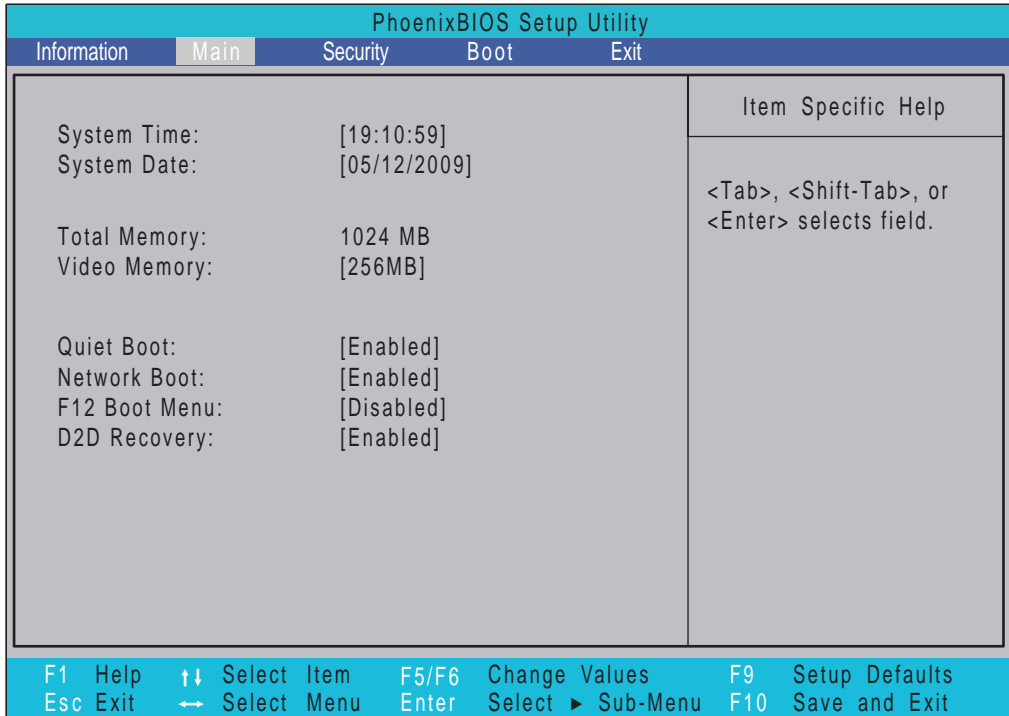 PhoenixBIOS Setup Utility
Information Main Security Boot Exit
System Time: [19:10:59]
System Date: [05/12/2009]
Total Memory: 1024 MB
Video Memory: [256MB]
Quiet Boot: [Enabled]
Network Boot: [Enabled]
F12 Boot Menu: [Disabled]
D2D Recovery: [Enabled]
Item Specific Help
<Tab>, <Shift-Tab>, or
<Enter> selects field.
F1 Help ↑↓ Select Item F5/F6 Change Values F9 Setup Defaults
Esc Exit ↔ Select Menu Enter Select ► Sub-Menu F10 Save and Exit